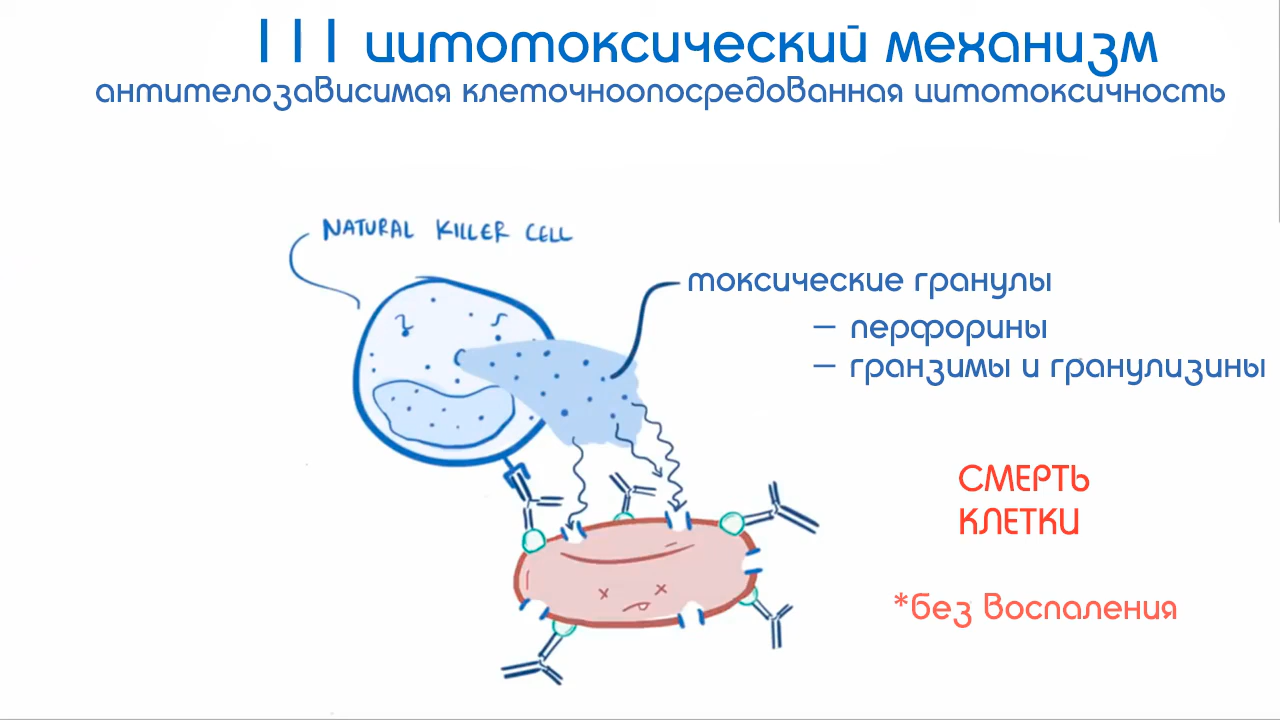 III цитотоксический механизм
антителозависимая клеточноопосредованная цитотоксичность
NATURAL KILLER CELL
токсические гранулы
– перфорины
– гранзимы и гранулизины
СМЕРТЬ
КЛЕТКИ
*без воспаления